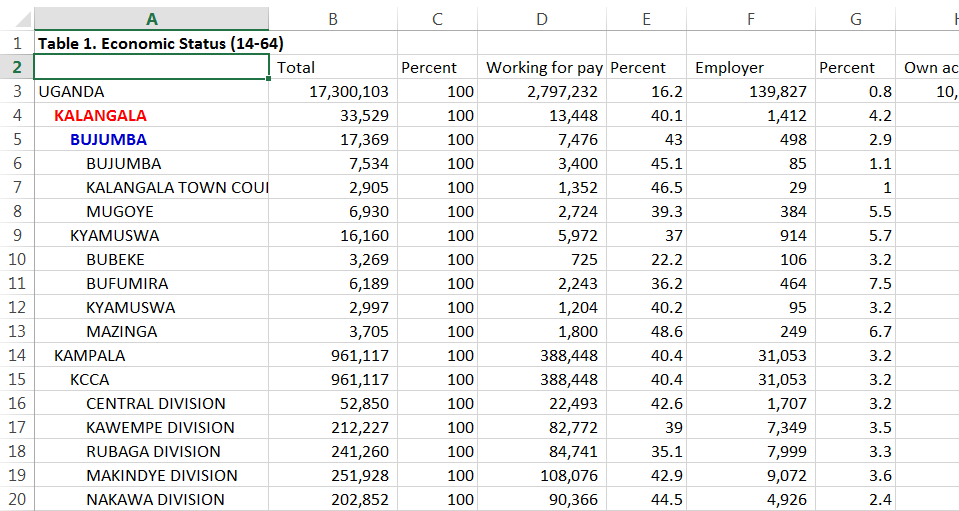 A B C D E F G
1 Table 1. Economic Status (14-64)
2 Total Percent Working for pay Percent Employer Percent Own ac
3 UGANDA 17,300,103 100 2,797,232 16.2 139,827 0.8 10,
4 KALANGALA 33,529 100 13,448 40.1 1,412 4.2
5 BUJUMBA 17,369 100 7,476 43 498 2.9
6 BUJUMBA 7,534 100 3,400 45.1 85 1.1
7 KALANGALA TOWN COU 2,905 100 1,352 46.5 29 1
8 MUGOYE 6,930 100 2,724 39.3 384 5.5
9 KYAMUSWA 16,160 100 5,972 37 914 5.7
10 BUBEKE 3,269 100 725 22.2 106 3.2
11 BUFUMIRA 6,189 100 2,243 36.2 464 7.5
12 KYAMUSWA 2,997 100 1,204 40.2 95 3.2
13 MAZINGA 3,705 100 1,800 48.6 249 6.7
14 KAMPALA 961,117 100 388,448 40.4 31,053 3.2
15 KCCA 961,117 100 388,448 40.4 31,053 3.2
16 CENTRAL DIVISION 52,850 100 22,493 42.6 1,707 3.2
17 KAWEMPE DIVISION 212,227 100 82,772 39 7,349 3.5
18 RUBAGA DIVISION 241,260 100 84,741 35.1 7,999 3.3
19 MAKINDYE DIVISION 251,928 100 108,076 42.9 9,072 3.6
20 NAKAWA DIVISION 202,852 100 90,366 44.5 4,926 2.4